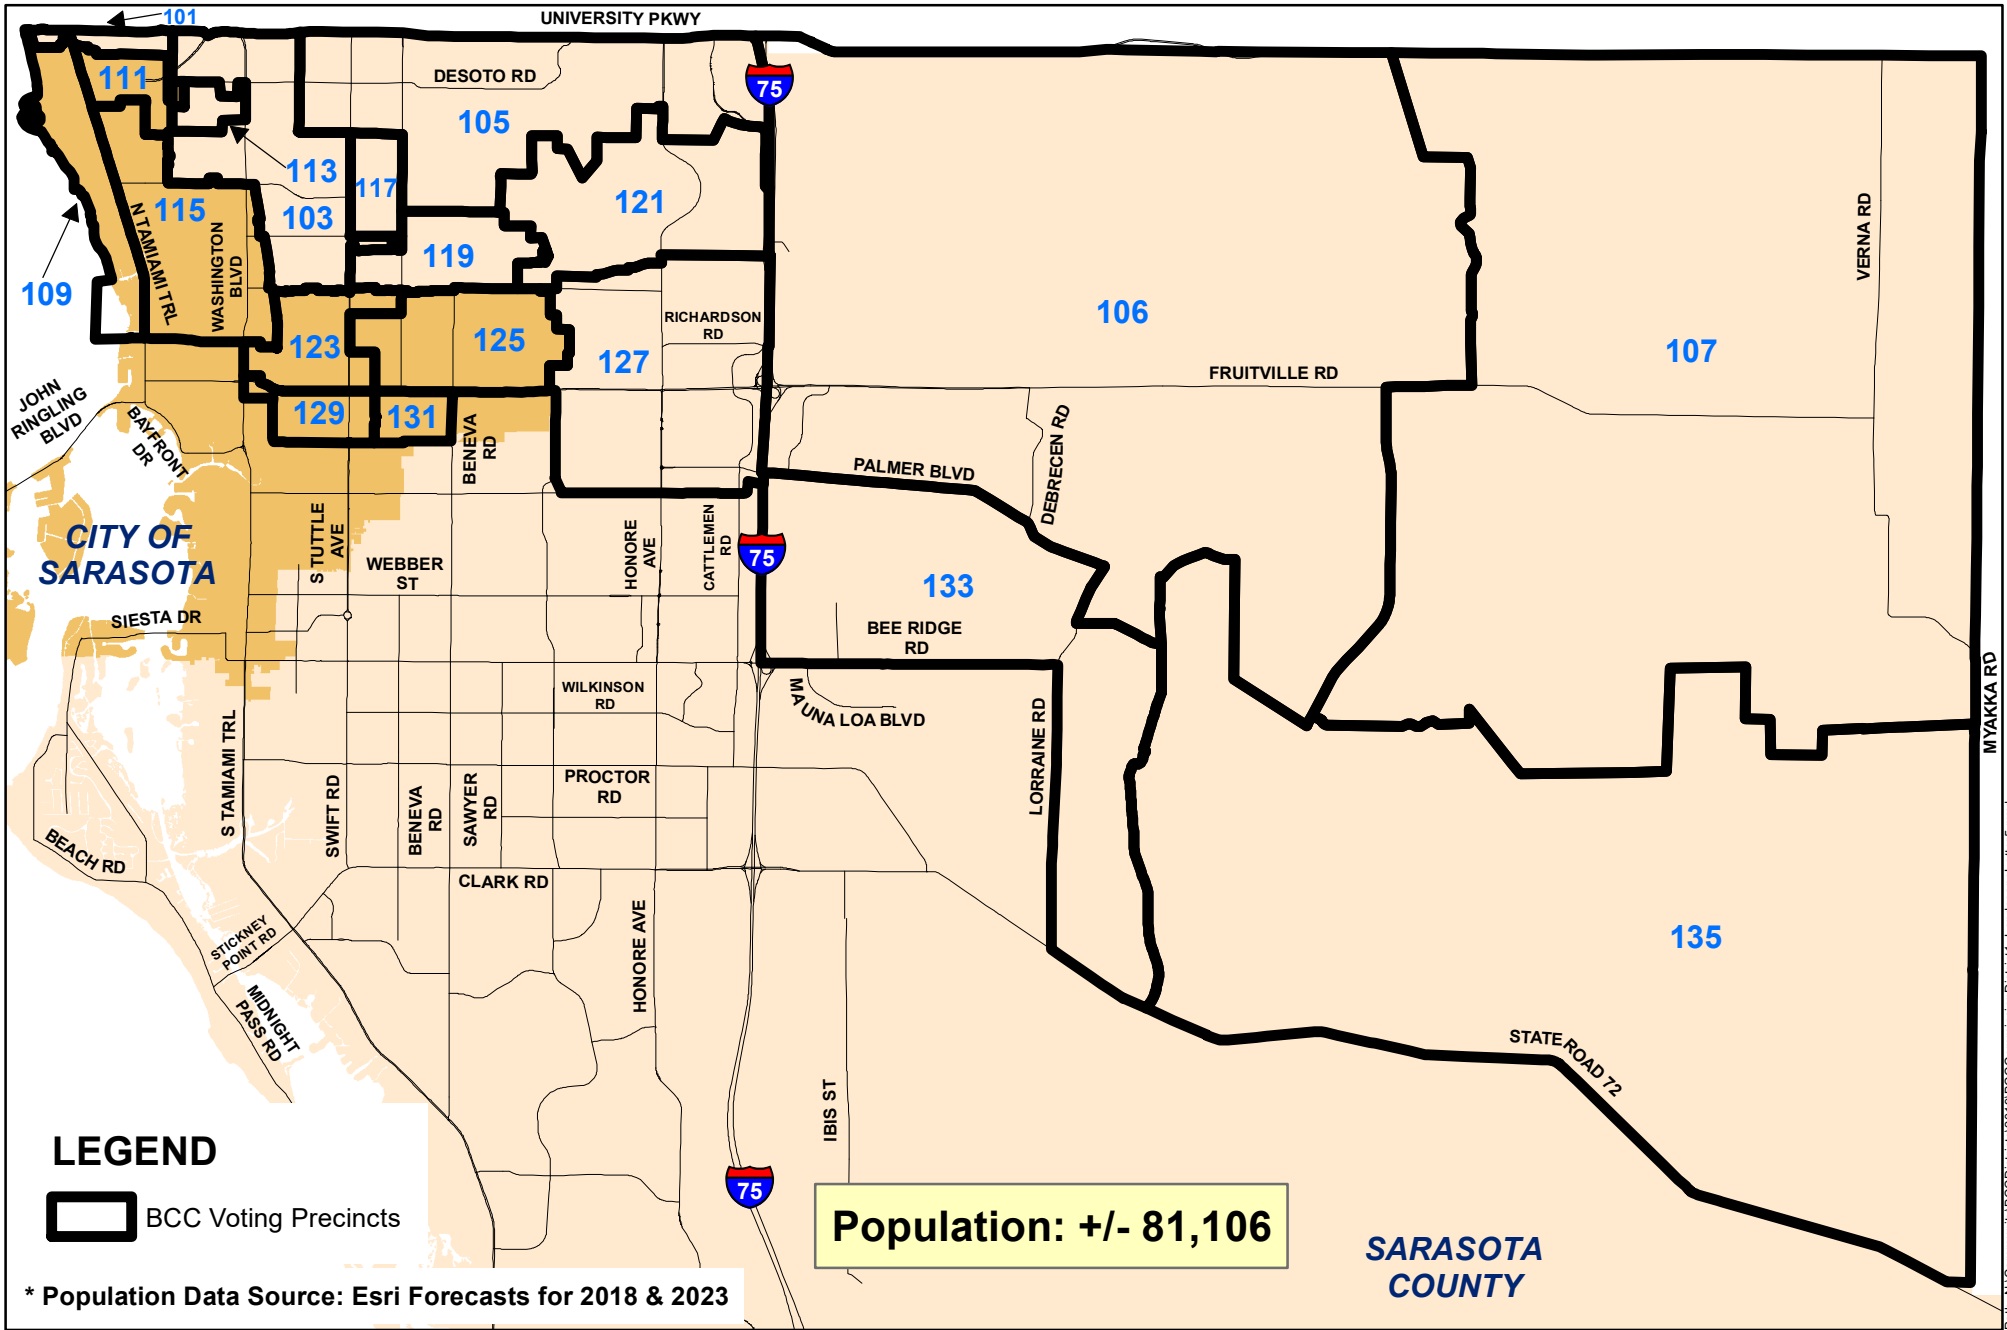 101
UNIVERSITY PKWY
111
DESOTO RD
75
105
113
117
121
115
103
N TAMIAMI TRL
WASHINGTON
BLVD
119
109
VERNA RD
106
107
RICHARDSON
RD
123
125
127
FRUITVILLE RD
JOHN
RINGLING
BLVD
BAYFRONT
DR
129
131
BENEVA
RD
PALMER BLVD
DEBRECEN RD
CITY OF
SARASOTA
S TUTTLE
AVE
WEBBER
ST
HONORE
AVE
CATTLEMEN
RD
75
133
SIESTA DR
BEE RIDGE
RD
MYAKKA RD
WILKINSON
RD
MAUNA LOA BLVD
LORRAINE RD
S TAMIAMI TRL
SWIFT RD
BENEVA
RD
SAWYER
RD
PROCTOR
RD
BEACH RD
CLARK RD
STICKNEY
POINT RD
HONORE AVE
135
MIDNIGHT
PASS RD
STATE ROAD 72
IBIS ST
LEGEND
BCC Voting Precincts
75
Population: +/- 81,106
SARASOTA
COUNTY
* Population Data Source: Esri Forecasts for 2018 & 2023